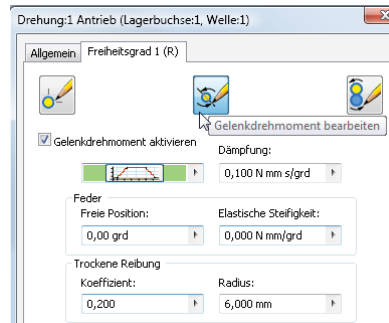 Drehung:1 Antrieb (Lagerbuchse:1, Welle:1)
Allgemein Freiheitsgrad 1 (R)
Gelenkdrehmoment bearbeiten
Gelenkdrehmoment aktivieren
Dämpfung:
0,100 N mm s/grd
Feder
Freie Position: Elastische Steifigkeit:
0,00 grd 0,000 N mm/grd
Trockene Reibung
Koeffizient: Radius:
0,200 6,000 mm